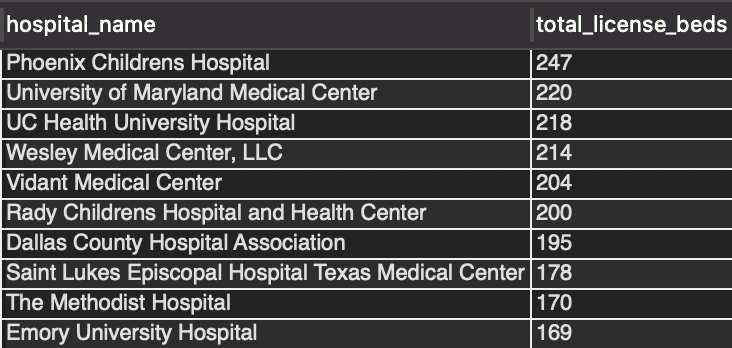 hospital_name total_license_beds
Phoenix Childrens Hospital 247
University of Maryland Medical Center 220
UC Health University Hospital 218
Wesley Medical Center, LLC 214
Vidant Medical Center 204
Rady Childrens Hospital and Health Center 200
Dallas County Hospital Association 195
Saint Lukes Episcopal Hospital Texas Medical Center 178
The Methodist Hospital 170
Emory University Hospital 169